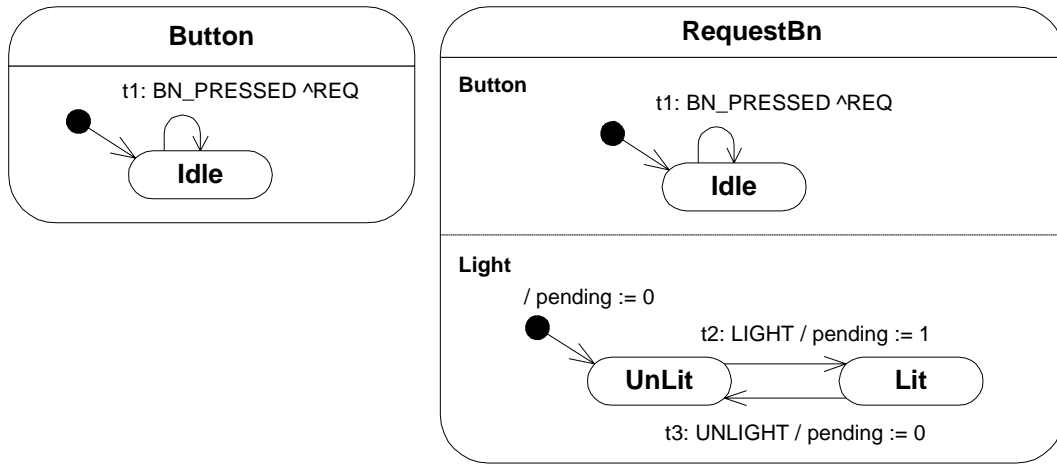 Button
t1: BN_PRESSED ^REQ
Idle
RequestBn
Button
t1: BN_PRESSED ^REQ
Idle
Light
/ pending := 0
t2: LIGHT / pending := 1
UnLit
Lit
t3: UNLIGHT / pending := 0